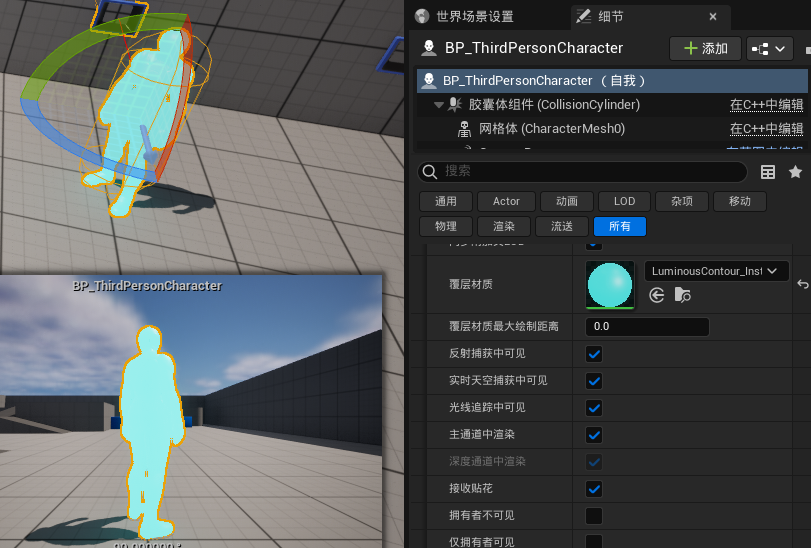 BP_ThirdPersonCharacter
世界场景设置
细节
BP_ThirdPersonCharacter
添加
BP_ThirdPersonCharacter （自我）
胶囊体组件 (CollisionCylinder)
在C++中编辑
网格体 (CharacterMesh0)
在C++中编辑
搜索
通用
Actor
动画
LOD
杂项
移动
物理
渲染
流送
所有
覆层材质
LuminousContour_Inst
覆层材质最大绘制距离
0.0
反射捕获中可见
实时天空捕获中可见
光线追踪中可见
主通道中渲染
深度通道中渲染
接收贴花
拥有者不可见
仅拥有者可见